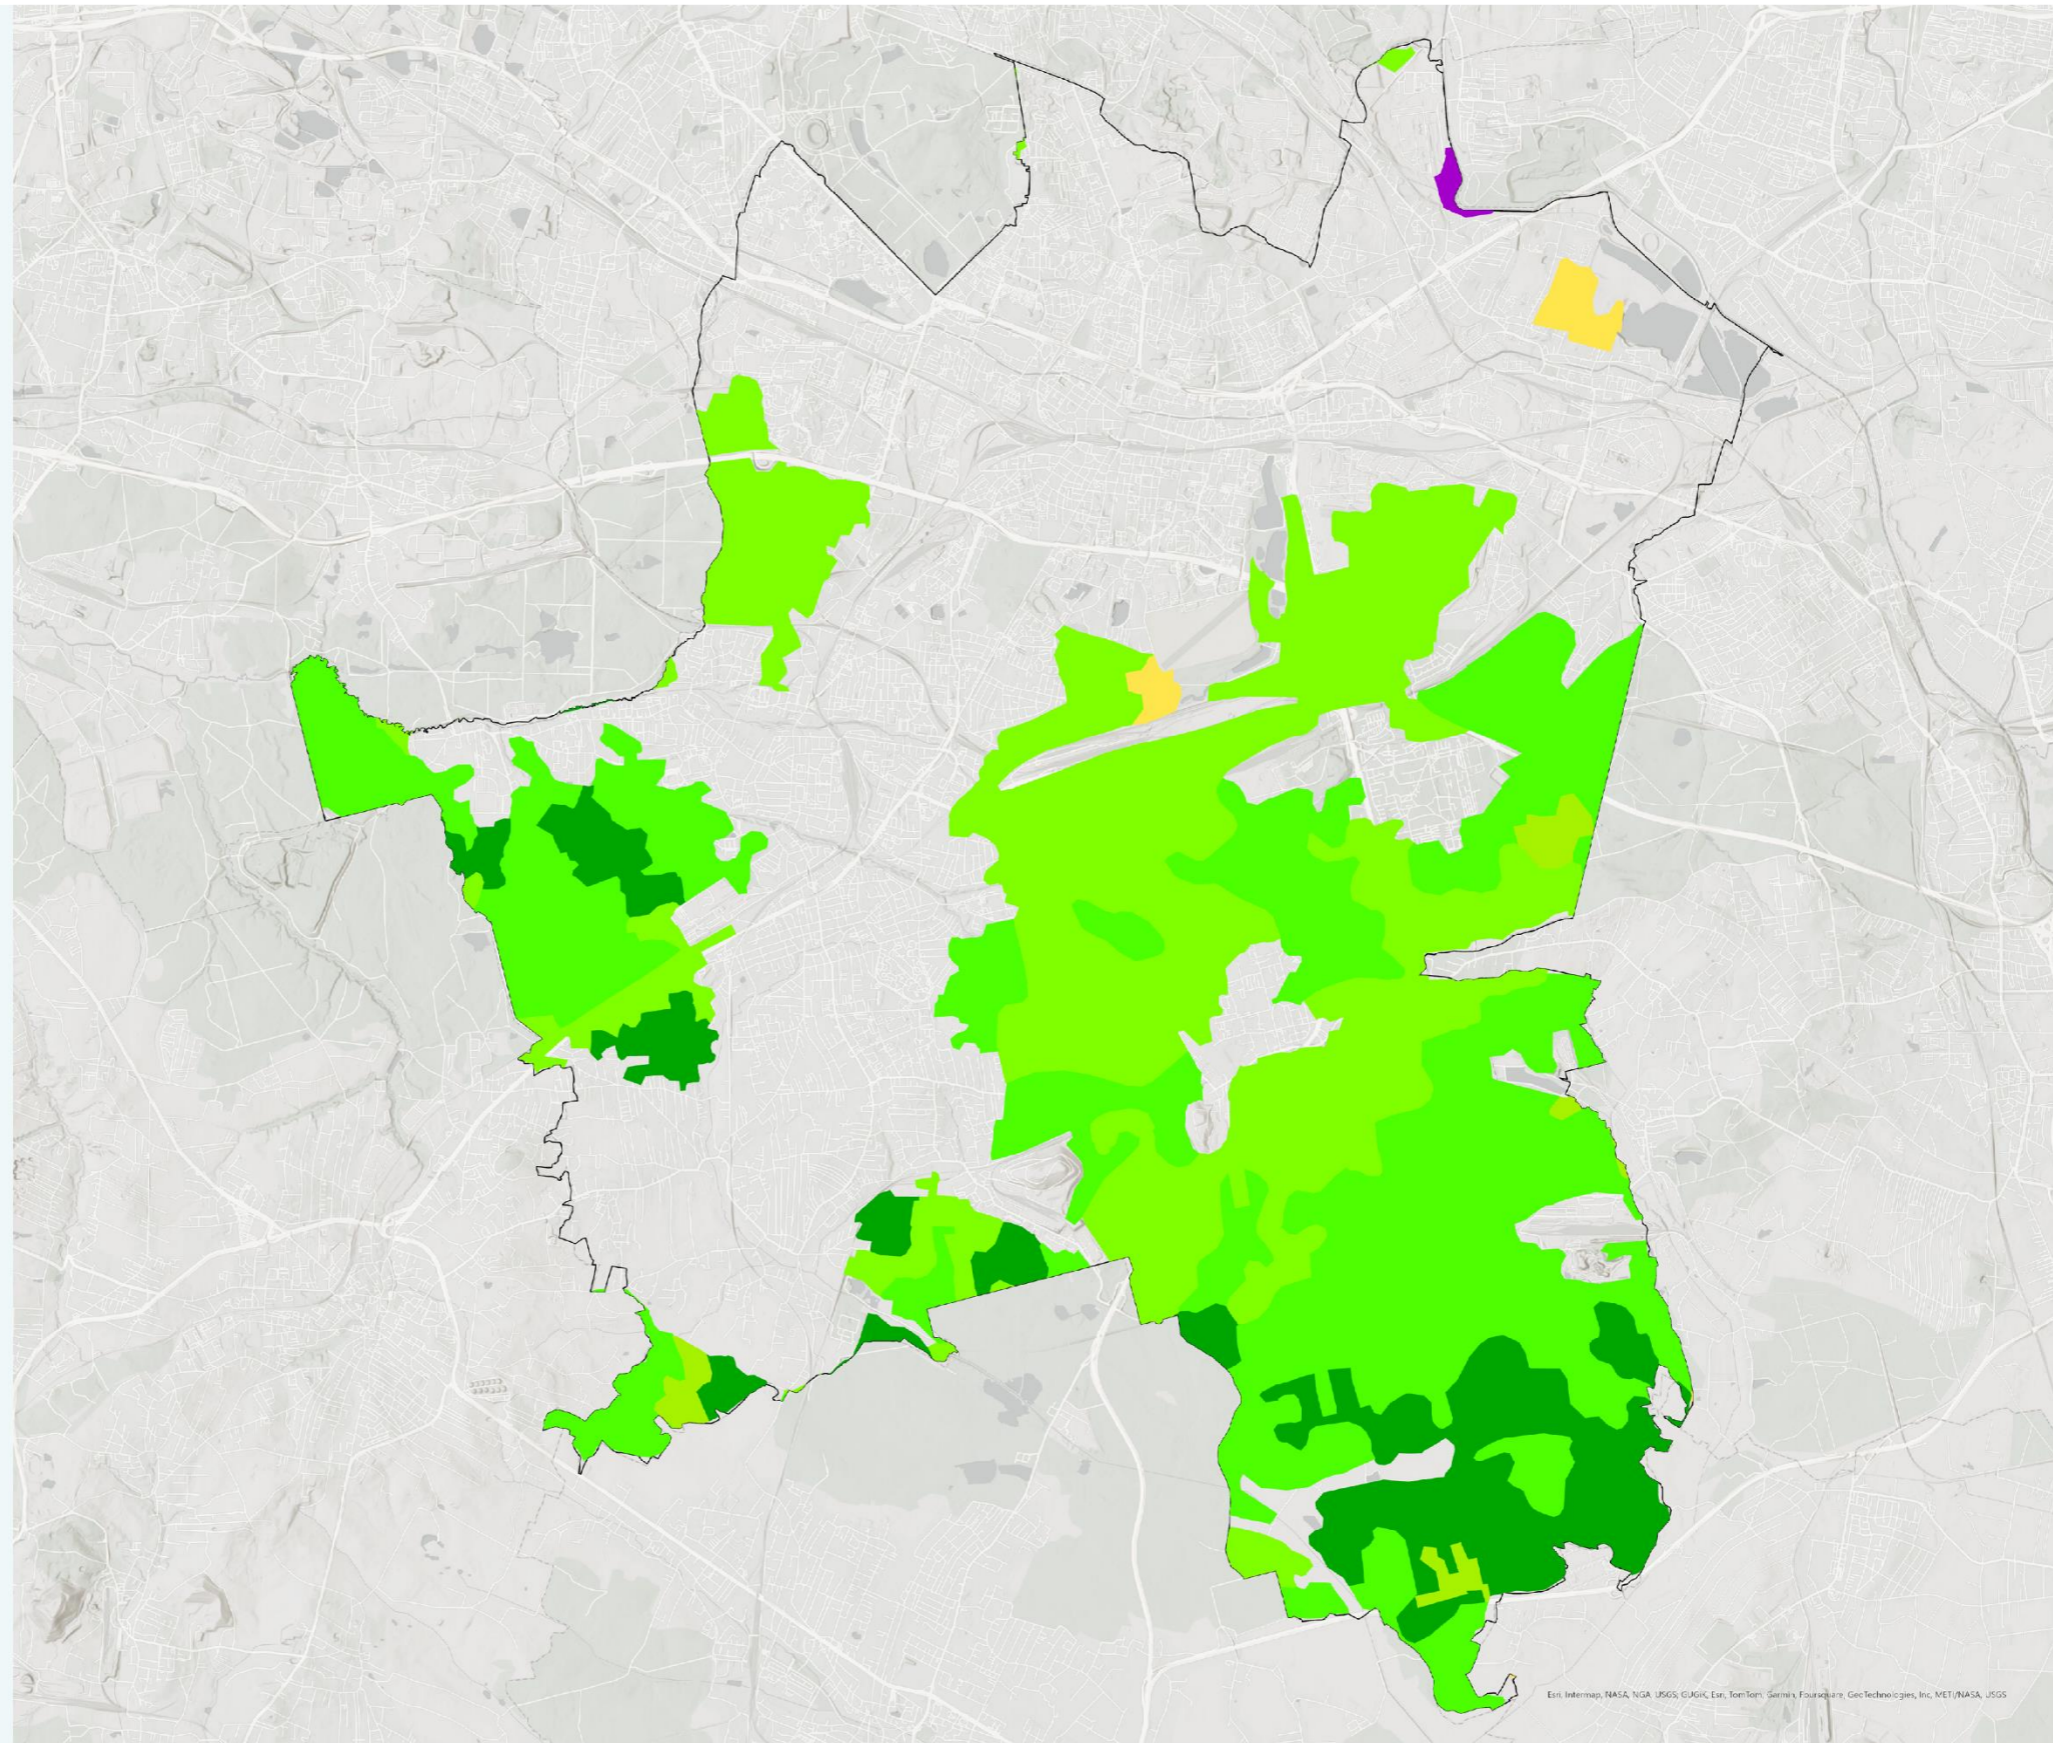 Esri, Intermap, NASA, NGA, USGS; GUGiK, Esri, TomTom, Garmin, Foursquare, GeoTechnologies, Inc, METI/NASA, USGS